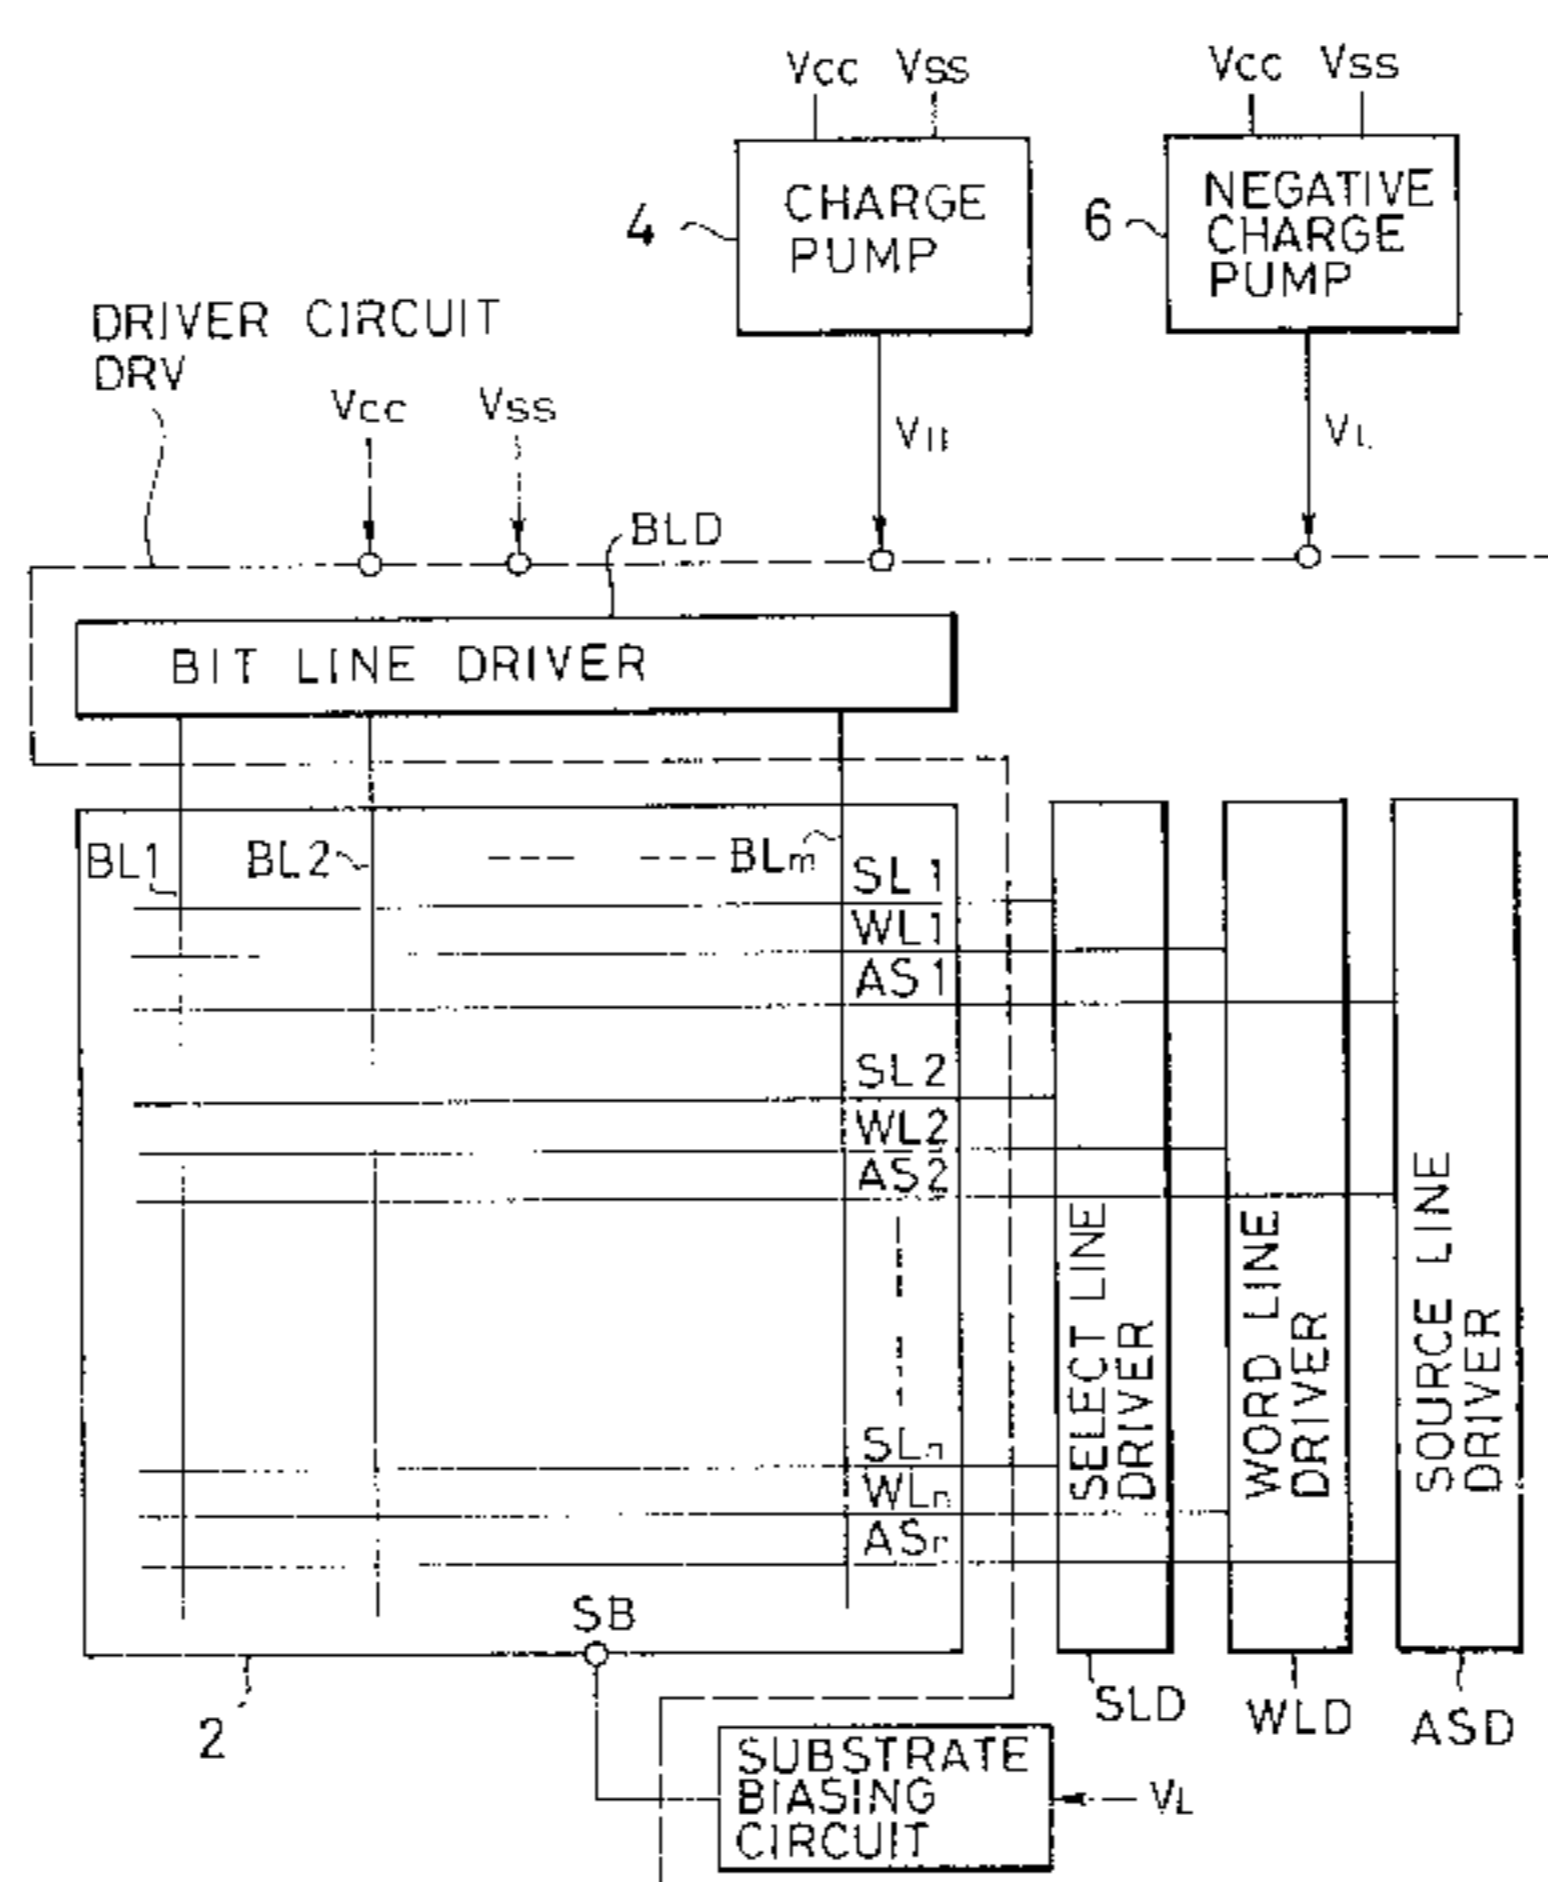 Vcc Vss
Vcc Vss
4
CHARGE
PUMP
6
NEGATIVE
CHARGE
PUMP
DRIVER CIRCUIT
DRV
Vcc
Vss
VH
VL
BLD
BIT LINE DRIVER
BL1
BL2
BLm
SL1
WL1
AS1
SL2
WL2
AS2
SLn
WLn
ASn
SELECT LINE
DRIVER
WORD LINE
DRIVER
SOURCE LINE
DRIVER
SB
2
SLD
WLD
ASD
SUBSTRATE
BIASING
CIRCUIT
VL